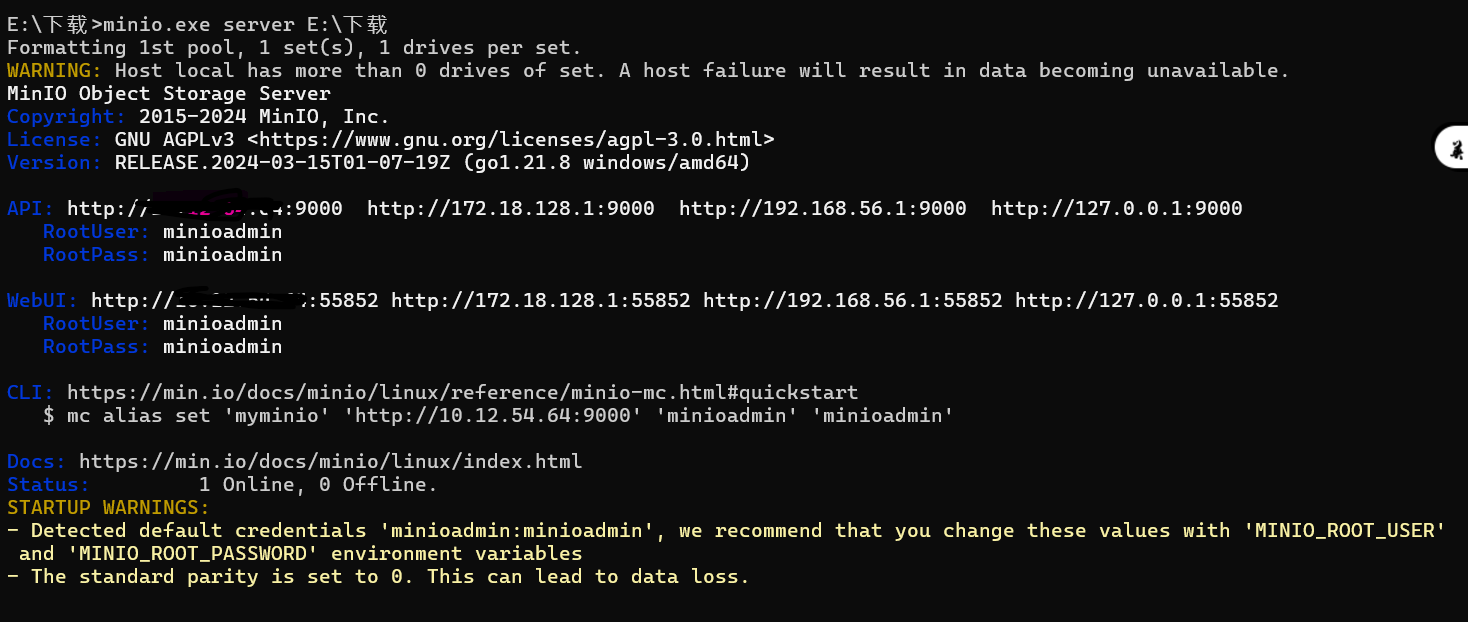 E:\下载>minio.exe server E:\下载
Formatting 1st pool, 1 set(s), 1 drives per set.
WARNING: Host local has more than 0 drives of set. A host failure will result in data becoming unavailable.
MinIO Object Storage Server
Copyright: 2015-2024 MinIO, Inc.
License: GNU AGPLv3 <https://www.gnu.org/licenses/agpl-3.0.html>
Version: RELEASE.2024-03-15T01-07-19Z (go1.21.8 windows/amd64)
API: http:// :9000 http://172.18.128.1:9000 http://192.168.56.1:9000 http://127.0.0.1:9000
RootUser: minioadmin
RootPass: minioadmin
WebUI: http:// :55852 http://172.18.128.1:55852 http://192.168.56.1:55852 http://127.0.0.1:55852
RootUser: minioadmin
RootPass: minioadmin
CLI: https://min.io/docs/minio/linux/reference/minio-mc.html#quickstart
$ mc alias set 'myminio' 'http://10.12.54.64:9000' 'minioadmin' 'minioadmin'
Docs: https://min.io/docs/minio/linux/index.html
Status: 1 Online, 0 Offline.
STARTUP WARNINGS:
- Detected default credentials 'minioadmin:minioadmin', we recommend that you change these values with 'MINIO_ROOT_USER'
and 'MINIO_ROOT_PASSWORD' environment variables
- The standard parity is set to 0. This can lead to data loss.